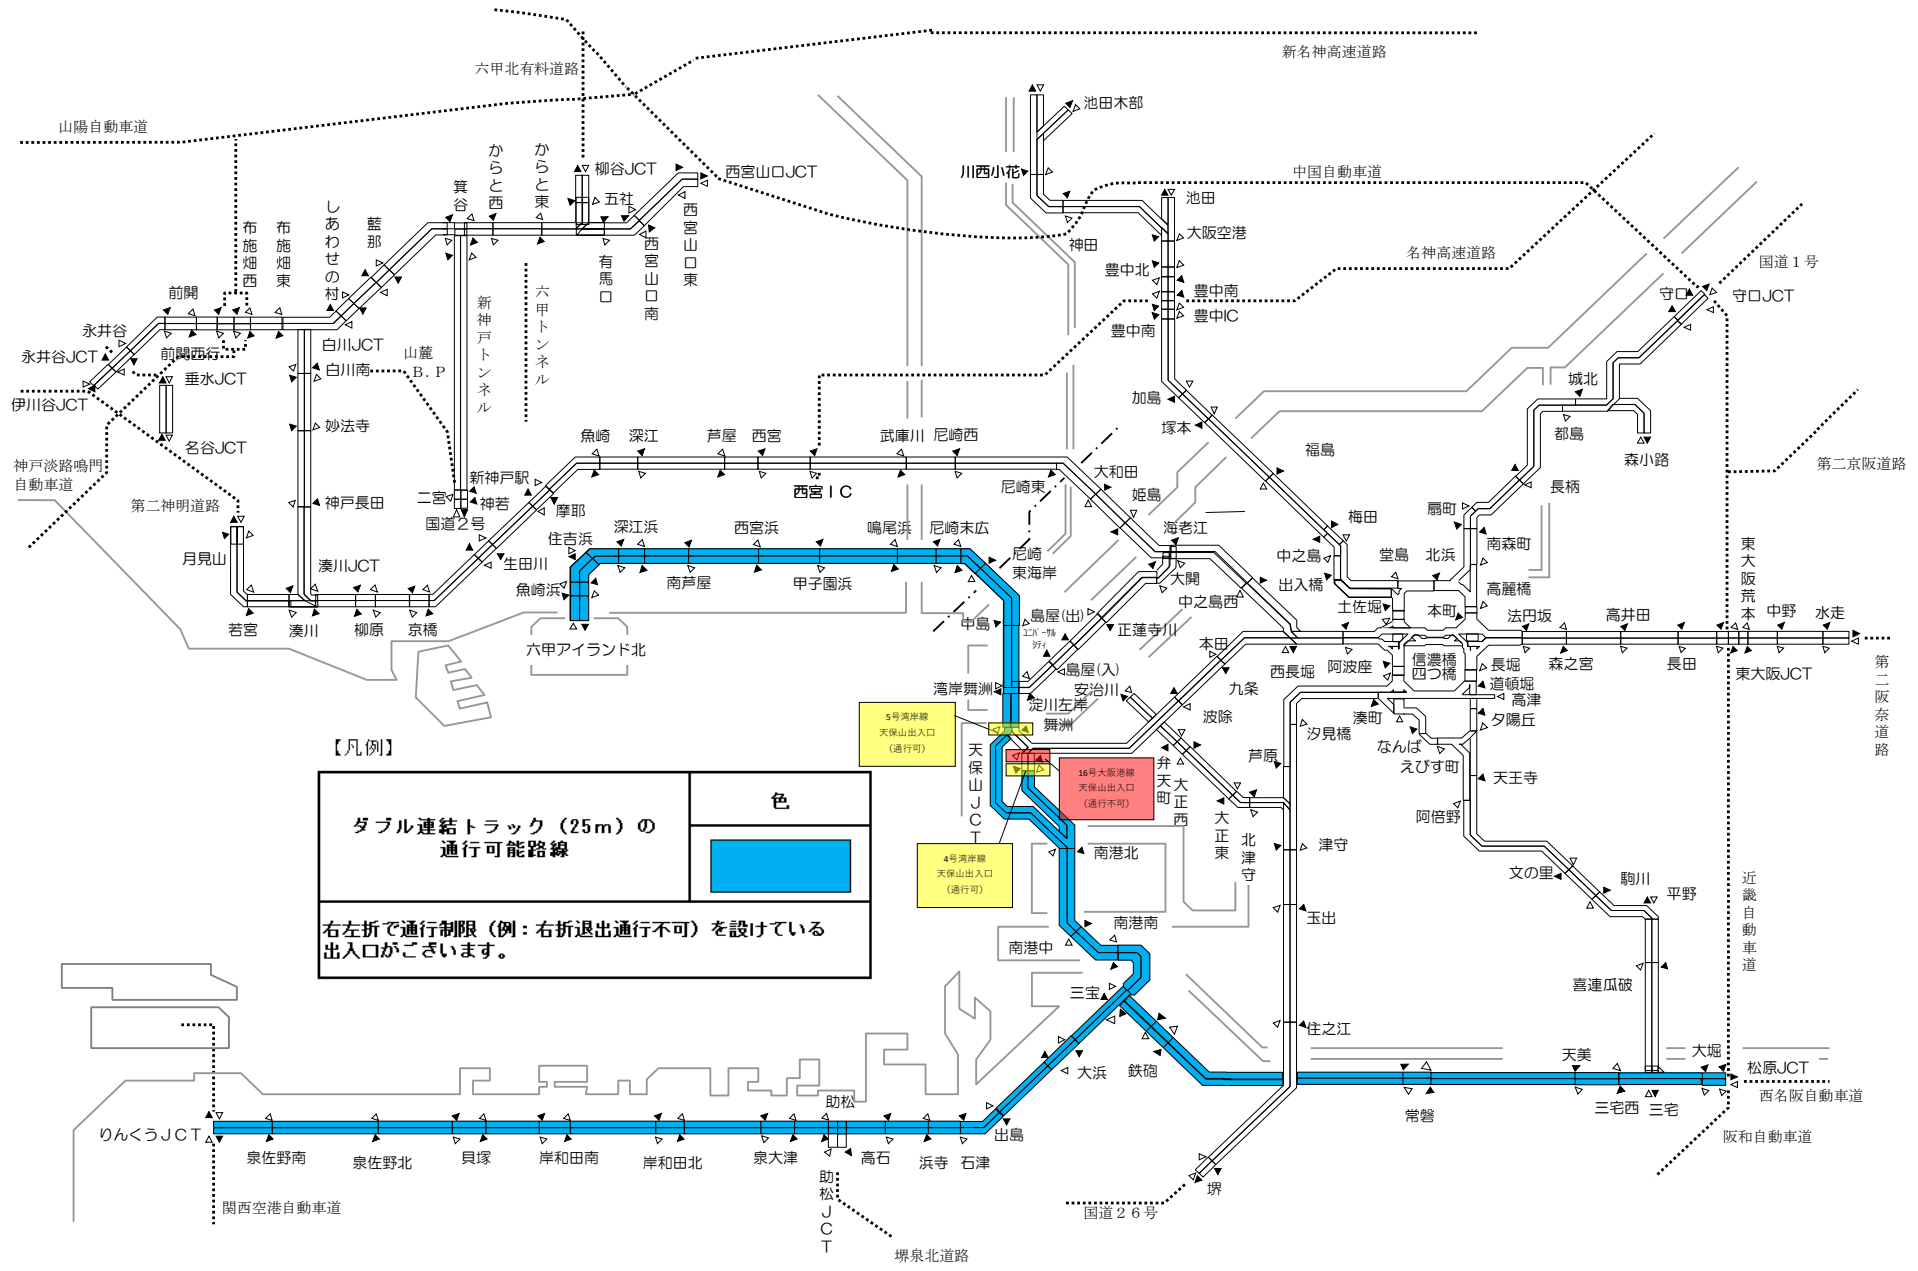 新名神高速道路
六甲北有料道路
山陽自動車道
池田木部
川西小花
中国自動車道
柳谷JCT
西宮山口JCT
からと東
からと西
箕谷
五社
西宮山口東
西宮山口南
有馬口
池田
大阪空港
神田
名神高速道路
国道1号
しあわせの村
藍那
布施畑東
布施畑西
豊中北
豊中南
豊中IC
豊中南
守口
守口JCT
前開
永井谷
永井谷JCT
前開西行
白川JCT
白川南
山麓
B.P
新神戸トンネル
六甲トンネル
垂水JCT
伊川谷JCT
名谷JCT
妙法寺
加島
塚本
城北
都島
森小路
福島
神戸淡路鳴門
自動車道
第二神明道路
魚崎
深江
芦屋
西宮
西宮IC
武庫川
尼崎西
尼崎東
大和田
姫島
第二京阪道路
神戸長田
新神戸駅
二宮
神若
国道2号
摩耶
生田川
長柄
扇町
梅田
海老江
月見山
湊川JCT
住吉浜
深江浜
西宮浜
鳴尾浜
尼崎末広
尼崎
東海岸
魚崎浜
南芦屋
甲子園浜
中之島
堂島
北浜
南森町
東大阪荒本
大開
中之島西
出入橋
土佐堀
本町
高麗橋
若宮
湊川
柳原
京橋
六甲アイランド北
中島
島屋(出)
ユニバーサル
シティ
正蓮寺川
本田
法円坂
高井田
中野
水走
島屋(入)
安治川
西長堀
阿波座
信濃橋
四つ橋
長堀
森之宮
長田
東大阪JCT
第二阪奈道路
湾岸舞洲
淀川左岸
舞洲
九条
波除
道頓堀
高津
湊町
夕陽丘
汐見橋
なんば
えびす町
5号湾岸線
天保山出入口
(通行可)
天保山JCT
16号大阪港線
天保山出入口
(通行不可)
4号湾岸線
天保山出入口
(通行可)
弁天町
大正西
芦原
天王寺
阿倍野
大正東
北津守
津守
【凡例】
色
ダブル連結トラック(25m)の
通行可能路線
右左折で通行制限(例:右折退出通行不可)を設けている
出入口がございます。
南港北
文の里
駒川
平野
近畿自動車道
玉出
南港南
南港中
三宝
喜連瓜破
住之江
大浜
鉄砲
天美
大堀
松原JCT
西名阪自動車道
常磐
三宅西
三宅
阪和自動車道
りんくうJCT
泉佐野南
泉佐野北
貝塚
岸和田南
岸和田北
泉大津
助松
高石
浜寺
石津
出島
助松JCT
堺
国道26号
関西空港自動車道
堺泉北道路